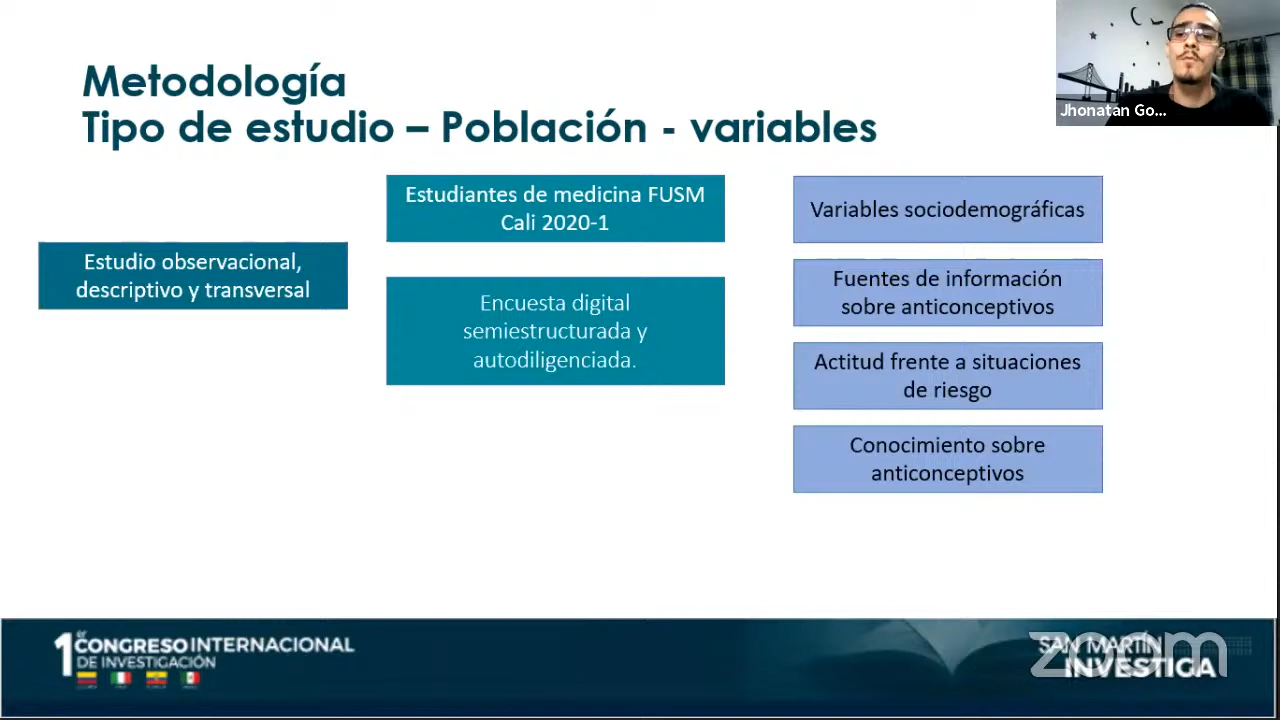 Metodología
Tipo de estudio – Población - variables
Jhonatan Go...
Estudio observacional,
descriptivo y transversal
Estudiantes de medicina FUSM
Cali 2020-1
Encuesta digital
semiestructurada y
autodiligenciada.
Variables sociodemográficas
Fuentes de información
sobre anticonceptivos
Actitud frente a situaciones
de riesgo
Conocimiento sobre
anticonceptivos
1er CONGRESO INTERNACIONAL
DE INVESTIGACIÓN
SAN MARTÍN
INVESTIGA
zoom